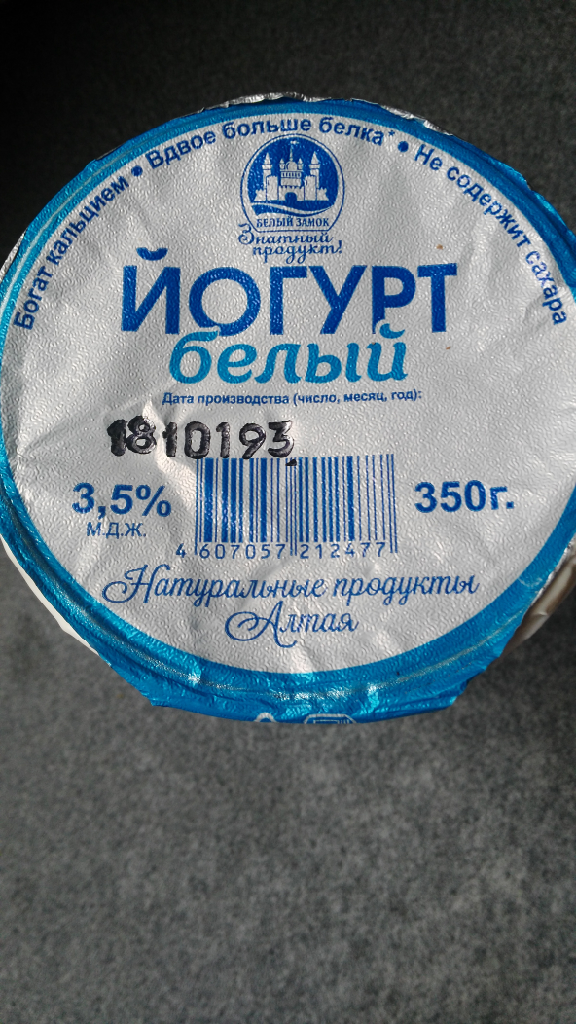 Богат кальцием • Вдвое больше белка* • Не содержит сахара
БЕЛЫЙ ЗАМОК
Знатный
продукт!
ЙОГУРТ
белый
Дата производства (число, месяц, год):
1810193
3,5%
м.д.ж.
350г.
4 607057 212477
Натуральные продукты
Алтая